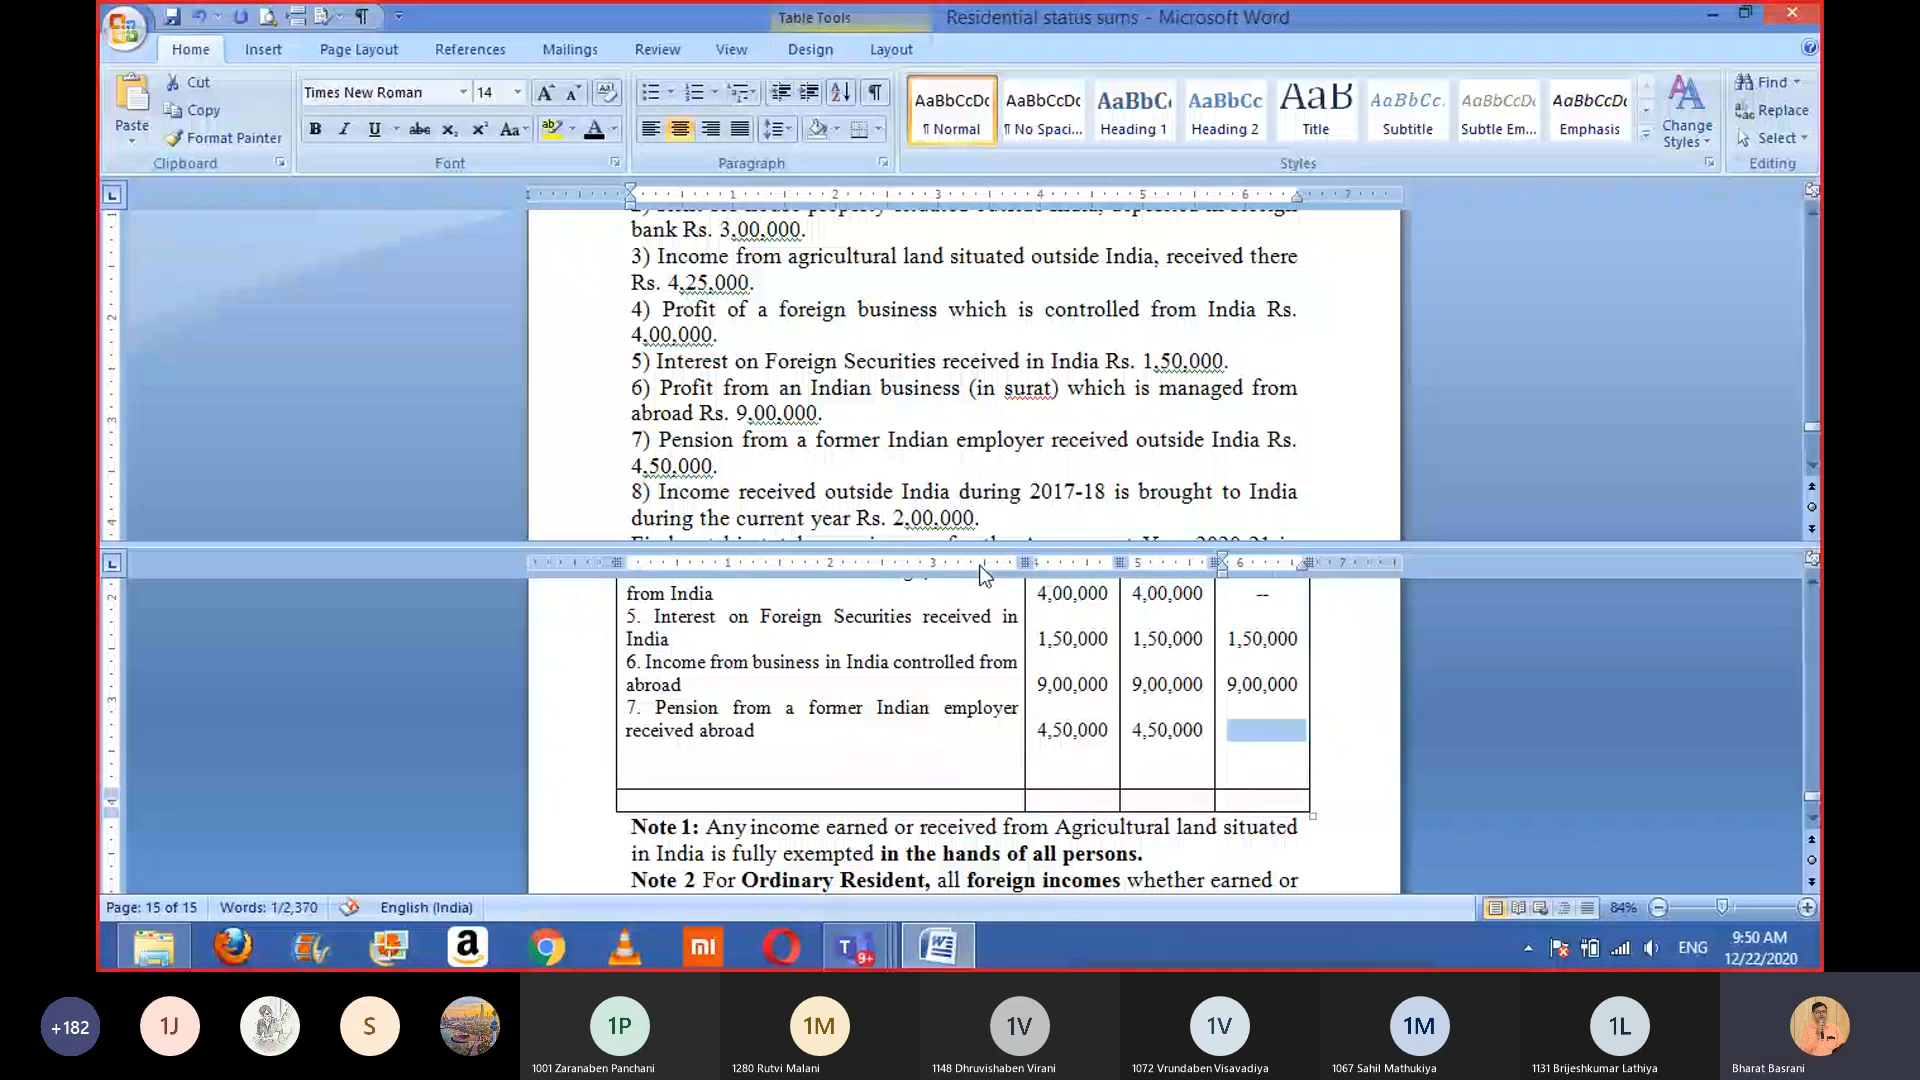 Table Tools
Residential status sums - Microsoft Word
Home Insert Page Layout References Mailings Review View Design Layout
Paste
Cut
Copy
Format Painter
Clipboard
Times New Roman 14
B I U abc X₂ X² Aa
Font
Paragraph
AaBbCcDc AaBbCcDc AaBbC AaBbCc AaB AaBbCc. AaBbCcDc AaBbCcDc
¶ Normal ¶ No Spaci... Heading 1 Heading 2 Title Subtitle Subtle Em... Emphasis
Change Styles
Styles
Find
Replace
Select
Editing
bank Rs. 3,00,000.
3) Income from agricultural land situated outside India, received there
Rs. 4,25,000.
4) Profit of a foreign business which is controlled from India Rs.
4,00,000.
5) Interest on Foreign Securities received in India Rs. 1,50,000.
6) Profit from an Indian business (in surat) which is managed from
abroad Rs. 9,00,000.
7) Pension from a former Indian employer received outside India Rs.
4,50,000.
8) Income received outside India during 2017-18 is brought to India
during the current year Rs. 2,00,000.
from India 4,00,000 4,00,000 --
5. Interest on Foreign Securities received in
India 1,50,000 1,50,000 1,50,000
6. Income from business in India controlled from
abroad 9,00,000 9,00,000 9,00,000
7. Pension from a former Indian employer
received abroad 4,50,000 4,50,000
Note 1: Any income earned or received from Agricultural land situated
in India is fully exempted in the hands of all persons.
Note 2 For Ordinary Resident, all foreign incomes whether earned or
Page: 15 of 15 Words: 1/2,370 English (India) 84%
a mi T 9+ W ENG
9:50 AM
12/22/2020
+182 1J S 1P 1M 1V 1V 1M 1L
1001 Zaranaben Panchani 1280 Rutvi Malani 1148 Dhruvishaben Virani 1072 Vrundaben Visavadiya 1067 Sahil Mathukiya 1131 Brijeshkumar Lathiya Bharat Basrani